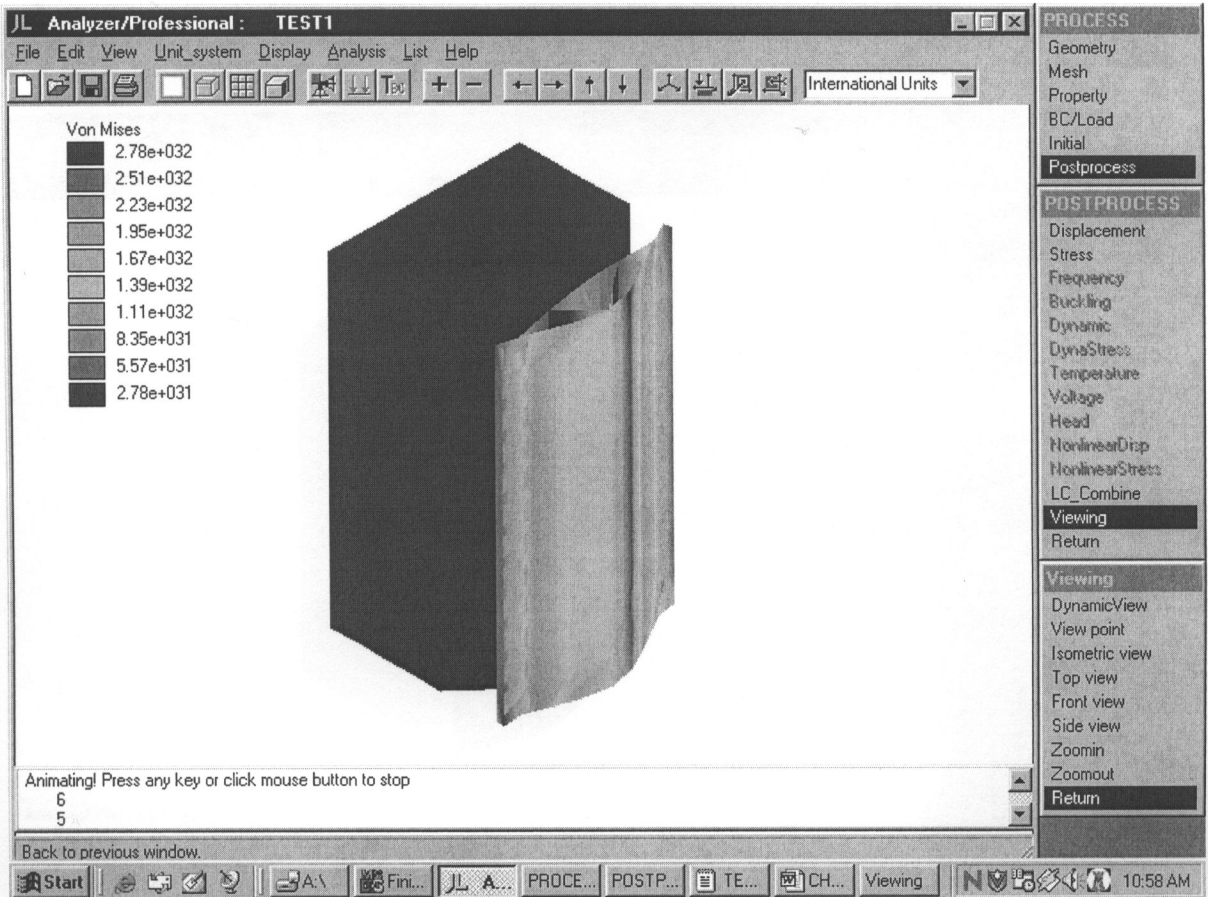 JL Analyzer/Professional : TEST1
File Edit View Unit_system Display Analysis List Help
TBC + − International Units
Von Mises
2.78e+032
2.51e+032
2.23e+032
1.95e+032
1.67e+032
1.39e+032
1.11e+032
8.35e+031
5.57e+031
2.78e+031
Animating! Press any key or click mouse button to stop
6
5
Back to previous window.
PROCESS
Geometry
Mesh
Property
BC/Load
Initial
Postprocess
POSTPROCESS
Displacement
Stress
Frequency
Buckling
Dynamic
DynaStress
Temperature
Voltage
Head
NonlinearDisp
NonlinearStress
LC_Combine
Viewing
Return
Viewing
DynamicView
View point
Isometric view
Top view
Front view
Side view
Zoomin
Zoomout
Return
Start A:\ Fini... JL A... PROCE... POSTP... TE... CH... Viewing N 10:58 AM